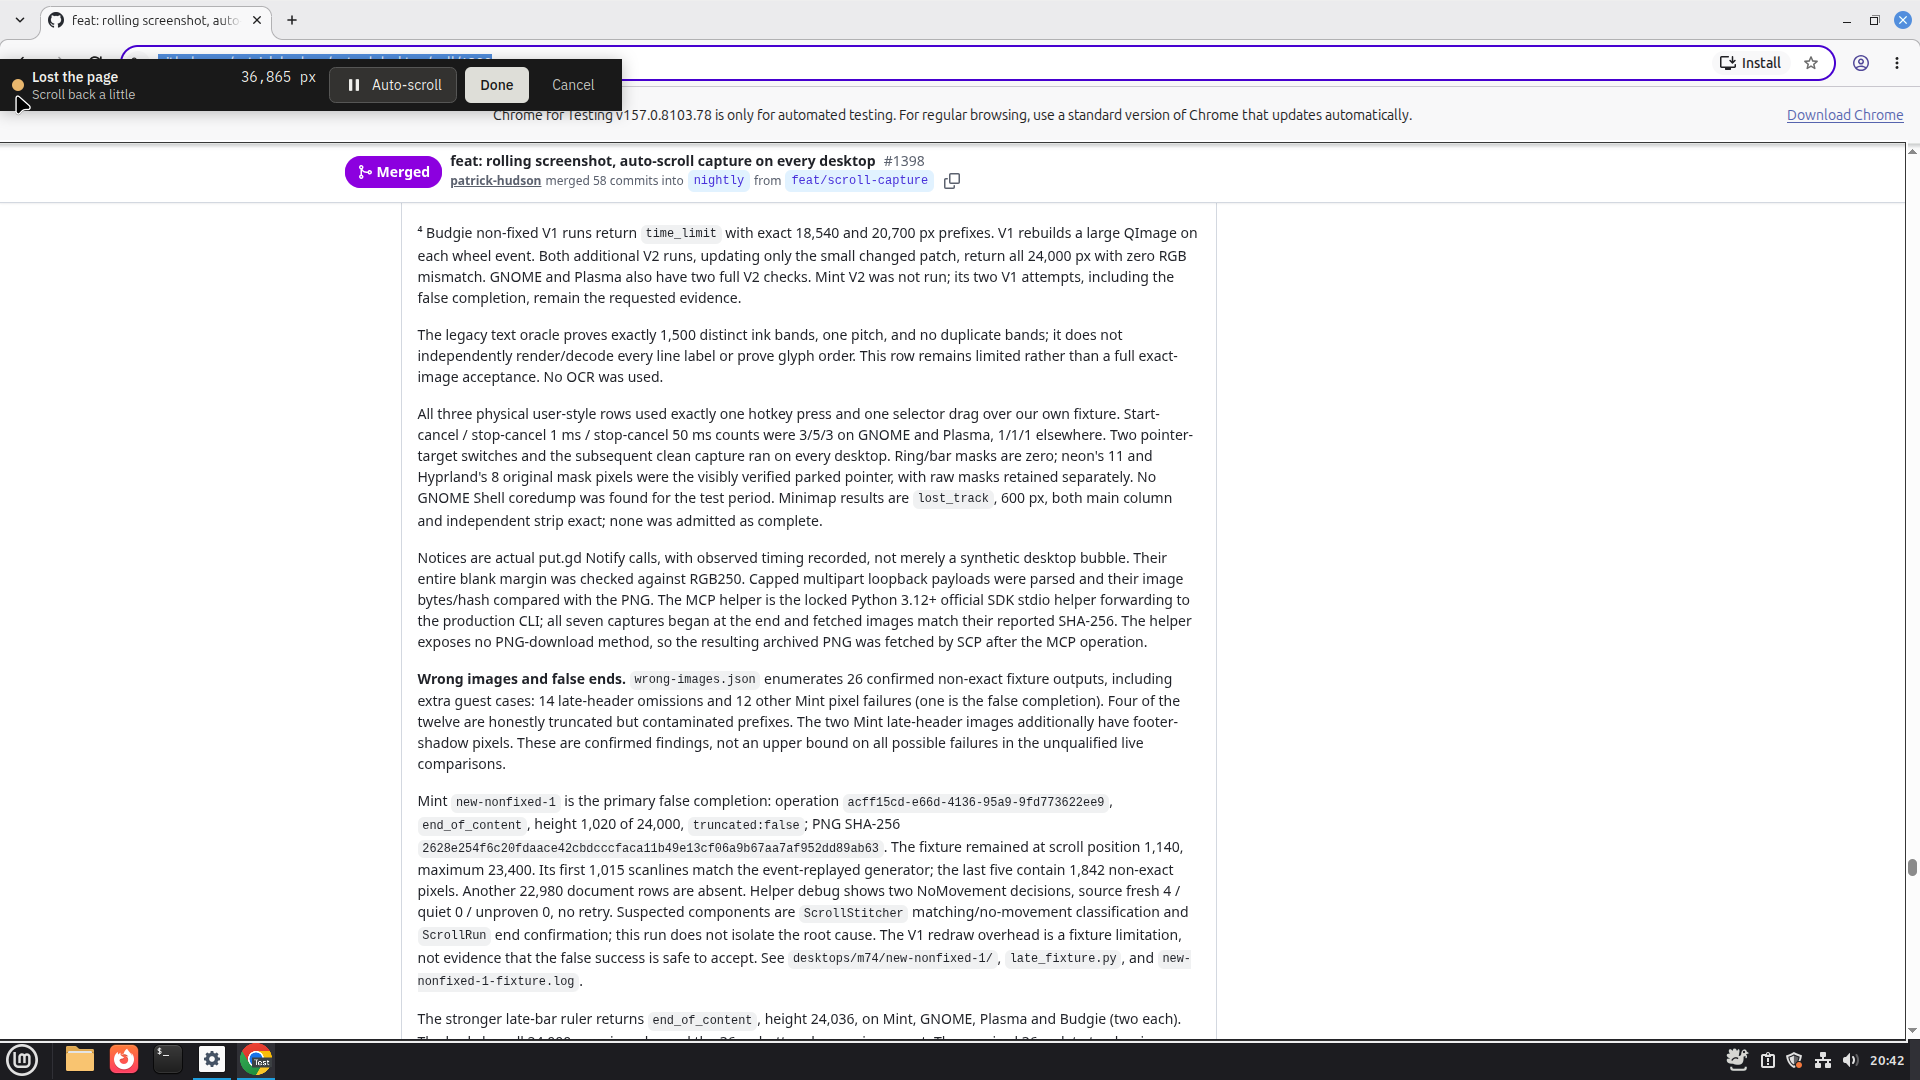 feat: rolling screenshot, auto
Lost the page
Scroll back a little
36,865 px
Auto-scroll
Done
Cancel
Install
Chrome for Testing v157.0.8103.78 is only for automated testing. For regular browsing, use a standard version of Chrome that updates automatically.
Download Chrome
Merged
feat: rolling screenshot, auto-scroll capture on every desktop #1398
patrick-hudson merged 58 commits into nightly from feat/scroll-capture
⁴ Budgie non-fixed V1 runs return time_limit with exact 18,540 and 20,700 px prefixes. V1 rebuilds a large QImage on
each wheel event. Both additional V2 runs, updating only the small changed patch, return all 24,000 px with zero RGB
mismatch. GNOME and Plasma also have two full V2 checks. Mint V2 was not run; its two V1 attempts, including the
false completion, remain the requested evidence.
The legacy text oracle proves exactly 1,500 distinct ink bands, one pitch, and no duplicate bands; it does not
independently render/decode every line label or prove glyph order. This row remains limited rather than a full exact-
image acceptance. No OCR was used.
All three physical user-style rows used exactly one hotkey press and one selector drag over our own fixture. Start-
cancel / stop-cancel 1 ms / stop-cancel 50 ms counts were 3/5/3 on GNOME and Plasma, 1/1/1 elsewhere. Two pointer-
target switches and the subsequent clean capture ran on every desktop. Ring/bar masks are zero; neon's 11 and
Hyprland's 8 original mask pixels were the visibly verified parked pointer, with raw masks retained separately. No
GNOME Shell coredump was found for the test period. Minimap results are lost_track, 600 px, both main column
and independent strip exact; none was admitted as complete.
Notices are actual put.gd Notify calls, with observed timing recorded, not merely a synthetic desktop bubble. Their
entire blank margin was checked against RGB250. Capped multipart loopback payloads were parsed and their image
bytes/hash compared with the PNG. The MCP helper is the locked Python 3.12+ official SDK stdio helper forwarding to
the production CLI; all seven captures began at the end and fetched images match their reported SHA-256. The helper
exposes no PNG-download method, so the resulting archived PNG was fetched by SCP after the MCP operation.
Wrong images and false ends. wrong-images.json enumerates 26 confirmed non-exact fixture outputs, including
extra guest cases: 14 late-header omissions and 12 other Mint pixel failures (one is the false completion). Four of the
twelve are honestly truncated but contaminated prefixes. The two Mint late-header images additionally have footer-
shadow pixels. These are confirmed findings, not an upper bound on all possible failures in the unqualified live
comparisons.
Mint new-nonfixed-1 is the primary false completion: operation acff15cd-e66d-4136-95a9-9fd773622ee9,
end_of_content, height 1,020 of 24,000, truncated:false; PNG SHA-256
2628e254f6c20fdaace42cbdcccfaca11b49e13cf06a9b67aa7af952dd89ab63. The fixture remained at scroll position 1,140,
maximum 23,400. Its first 1,015 scanlines match the event-replayed generator; the last five contain 1,842 non-exact
pixels. Another 22,980 document rows are absent. Helper debug shows two NoMovement decisions, source fresh 4 /
quiet 0 / unproven 0, no retry. Suspected components are ScrollStitcher matching/no-movement classification and
ScrollRun end confirmation; this run does not isolate the root cause. The V1 redraw overhead is a fixture limitation,
not evidence that the false success is safe to accept. See desktops/m74/new-nonfixed-1/, late_fixture.py, and new-
nonfixed-1-fixture.log.
The stronger late-bar ruler returns end_of_content, height 24,036, on Mint, GNOME, Plasma and Budgie (two each).
Test
20:42